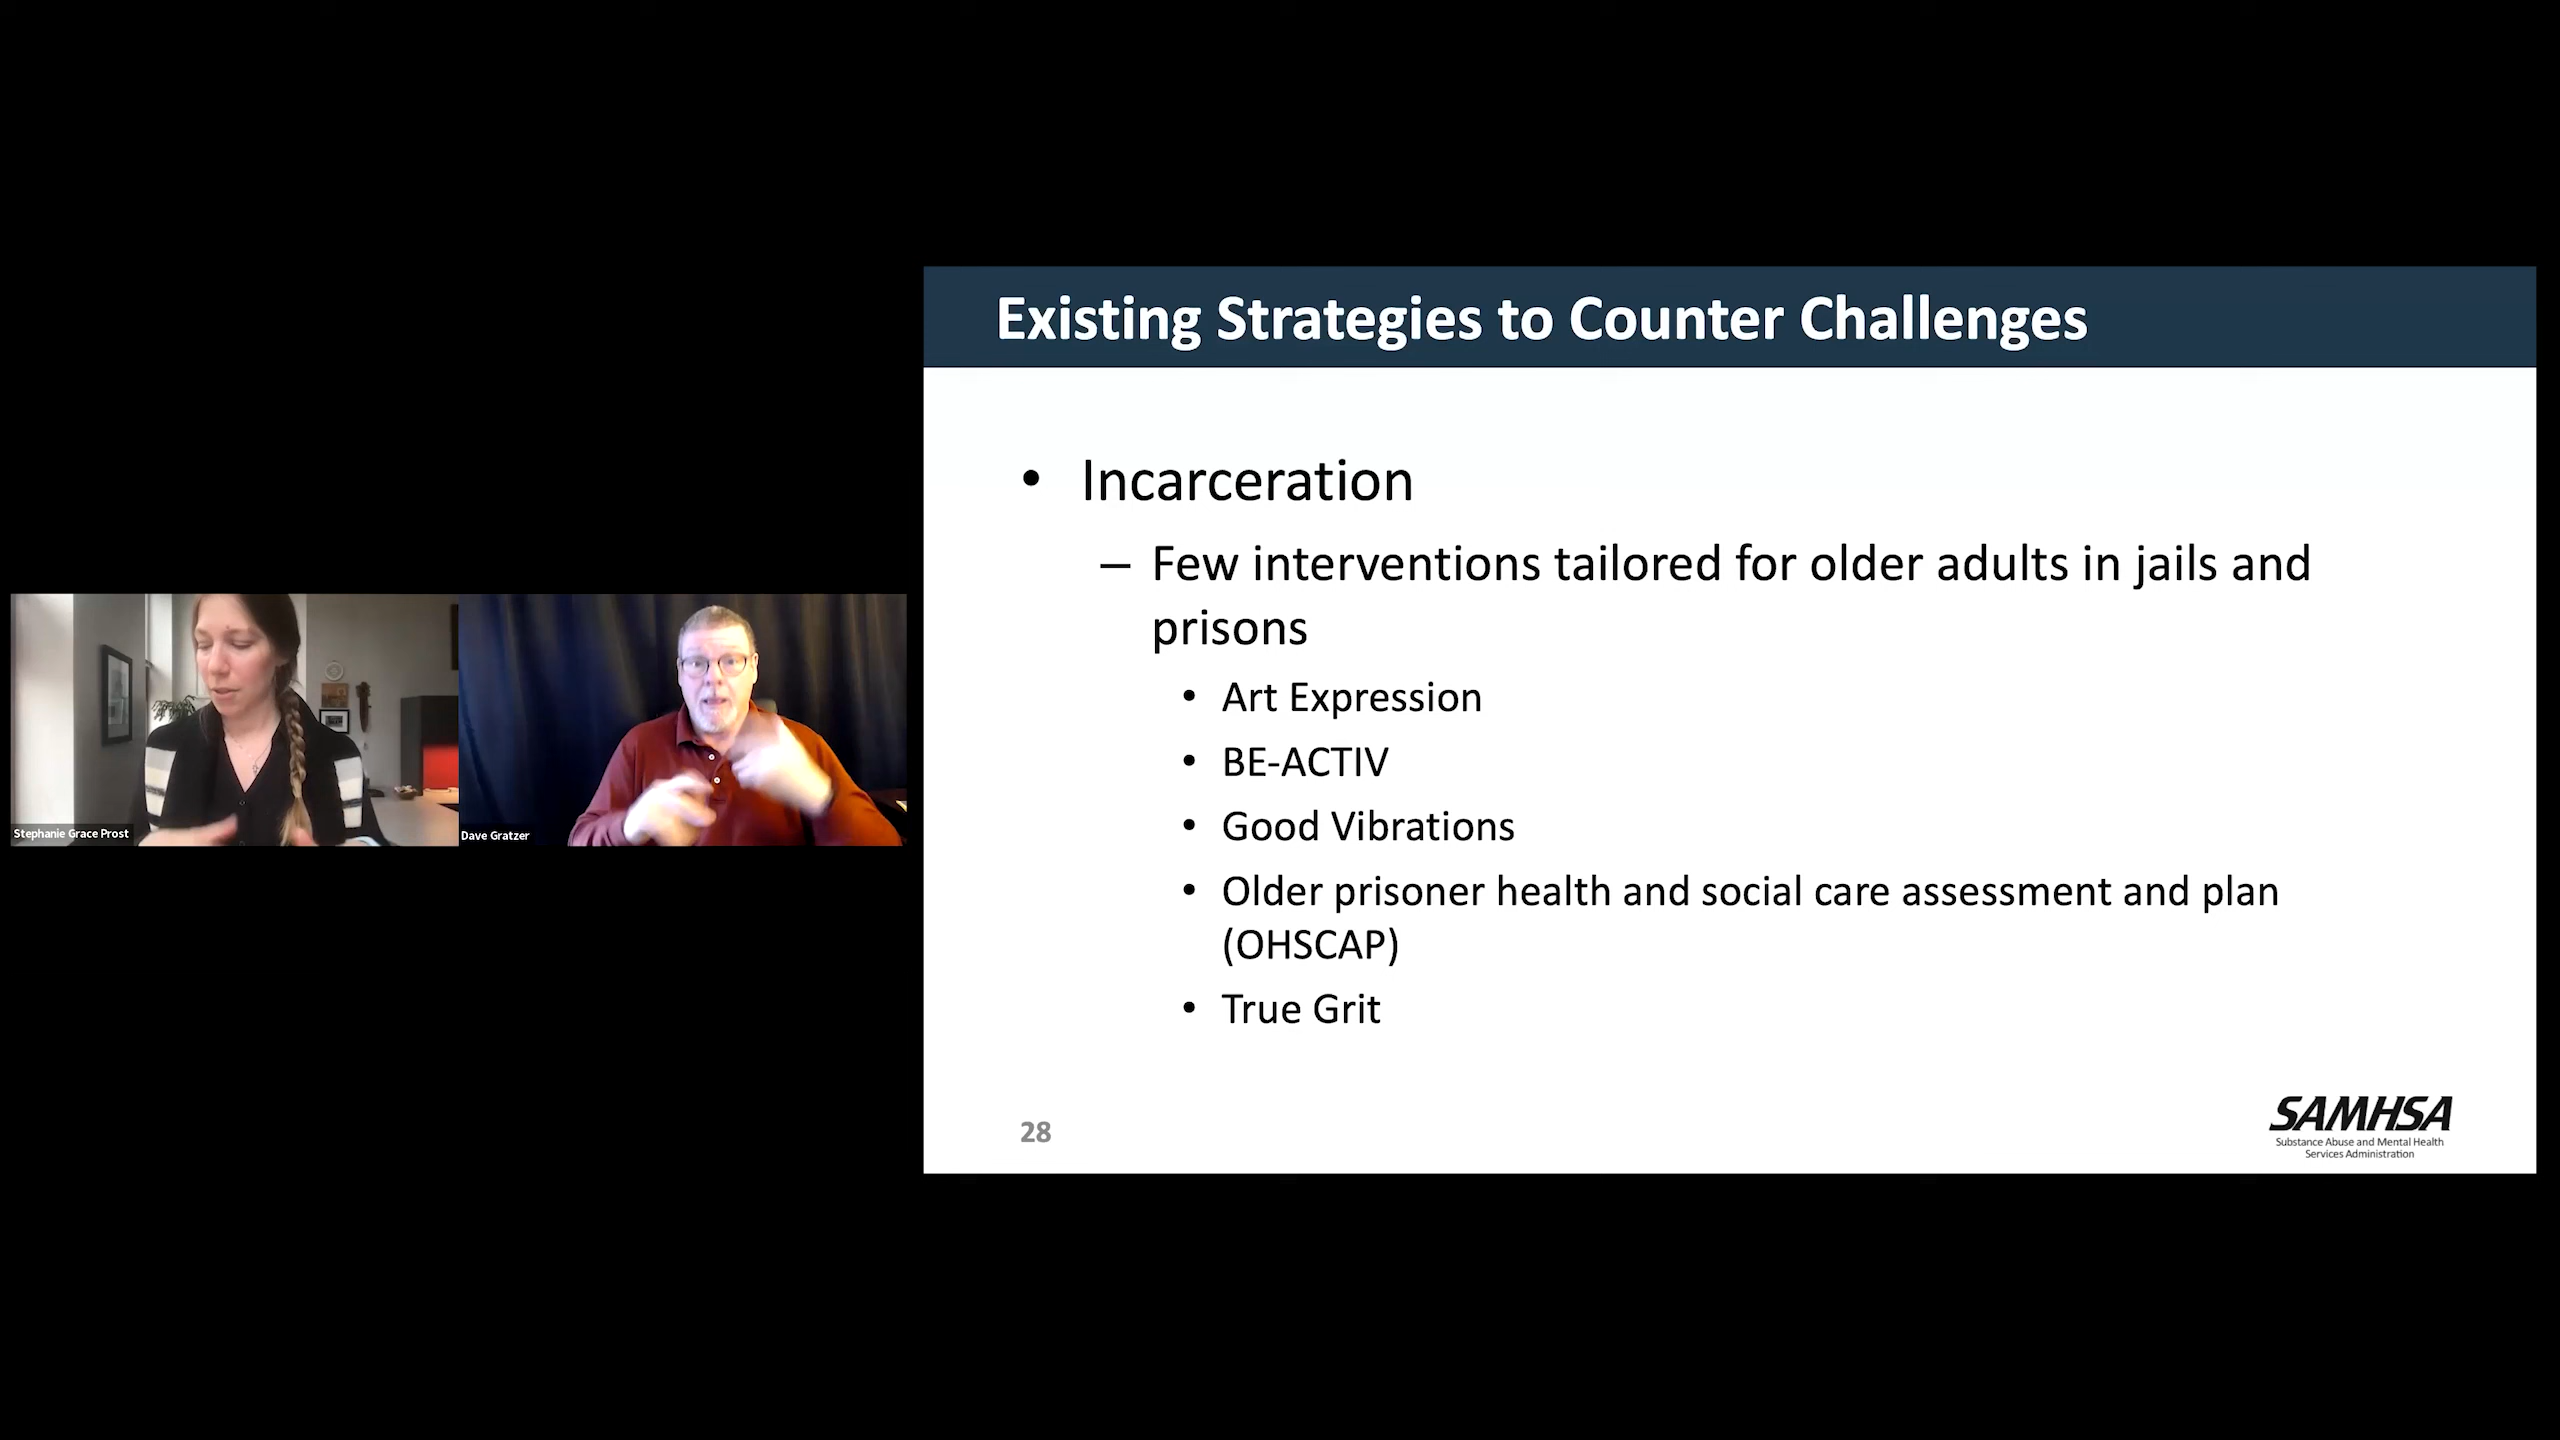 Existing Strategies to Counter Challenges
• Incarceration
– Few interventions tailored for older adults in jails and
prisons
• Art Expression
• BE-ACTIV
• Good Vibrations
• Older prisoner health and social care assessment and plan
(OHSCAP)
• True Grit
28
SAMHSA
Substance Abuse and Mental Health
Services Administration
Stephanie Grace Prost
Dave Gratzer